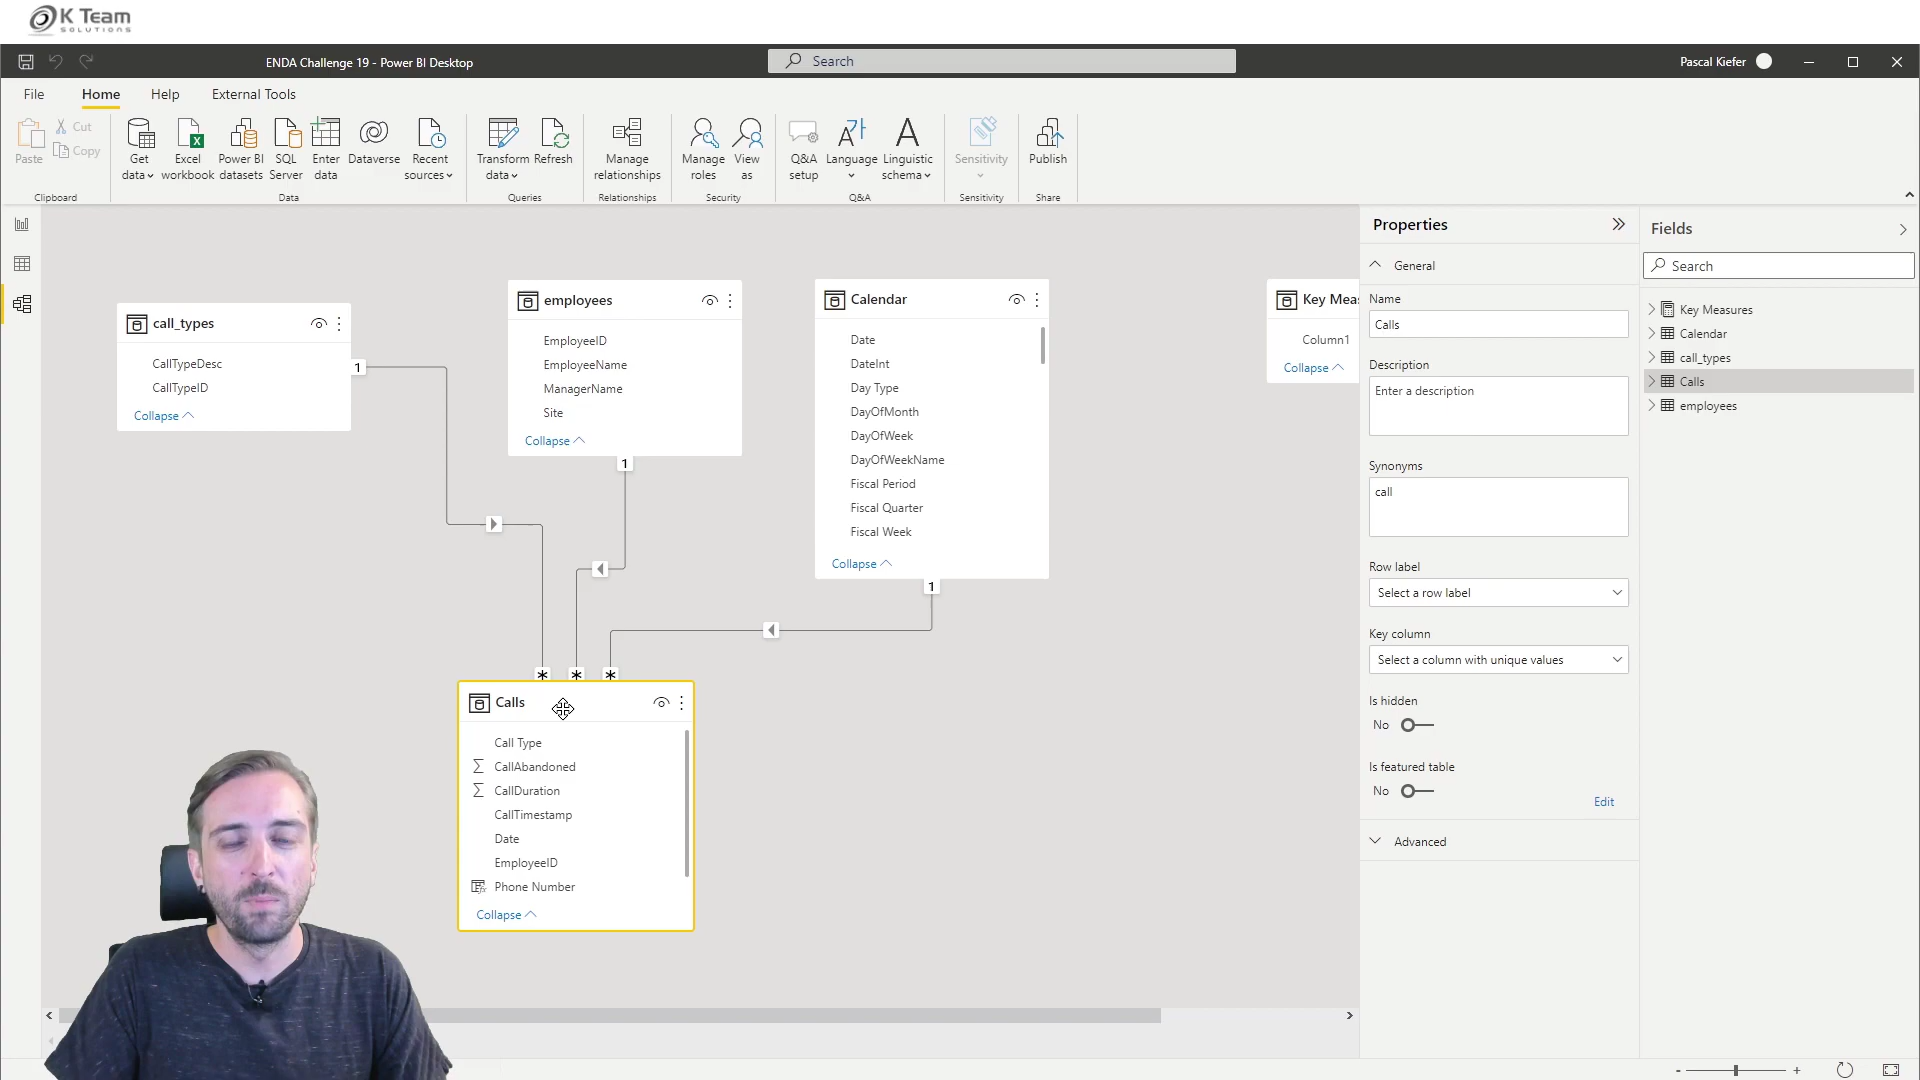 K Team
SOLUTIONS
ENDA Challenge 19 - Power BI Desktop
Search
Pascal Kiefer
File
Home
Help
External Tools
Paste
Cut
Copy
Clipboard
Get data
Excel workbook
Power BI datasets
SQL Server
Enter data
Dataverse
Recent sources
Data
Transform data
Refresh
Queries
Manage relationships
Relationships
Manage roles
View as
Security
Q&A setup
Language
Linguistic schema
Q&A
Sensitivity
Sensitivity
Publish
Share
call_types
CallTypeDesc
CallTypeID
Collapse
1
employees
EmployeeID
EmployeeName
ManagerName
Site
Collapse
1
Calendar
Date
DateInt
Day Type
DayOfMonth
DayOfWeek
DayOfWeekName
Fiscal Period
Fiscal Quarter
Fiscal Week
Collapse
1
Key Meas
Column1
Collapse
* * *
Calls
Call Type
CallAbandoned
CallDuration
CallTimestamp
Date
EmployeeID
Phone Number
Collapse
Properties
General
Name
Calls
Description
Enter a description
Synonyms
call
Row label
Select a row label
Key column
Select a column with unique values
Is hidden
No
Is featured table
No
Edit
Advanced
Fields
Search
Key Measures
Calendar
call_types
Calls
employees